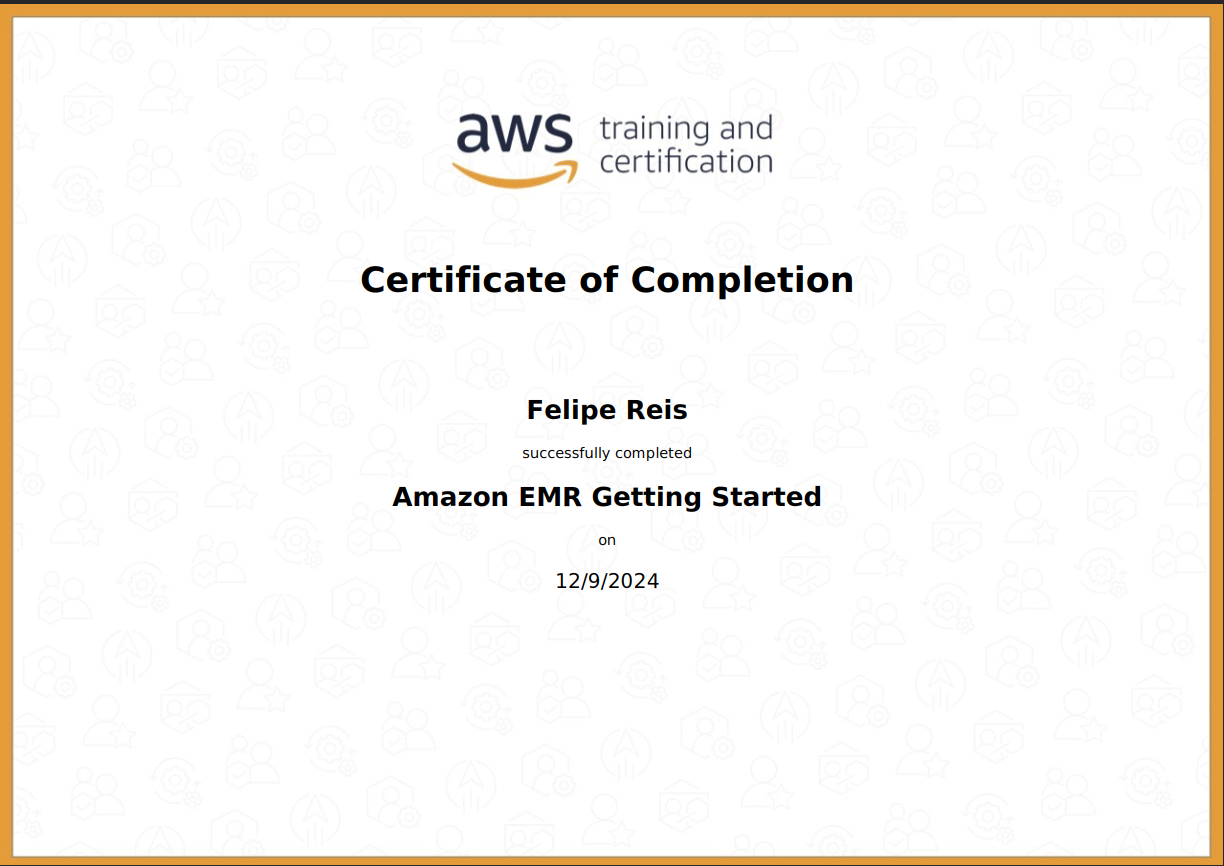 aws training and
certification
Certificate of Completion
Felipe Reis
successfully completed
Amazon EMR Getting Started
on
12/9/2024